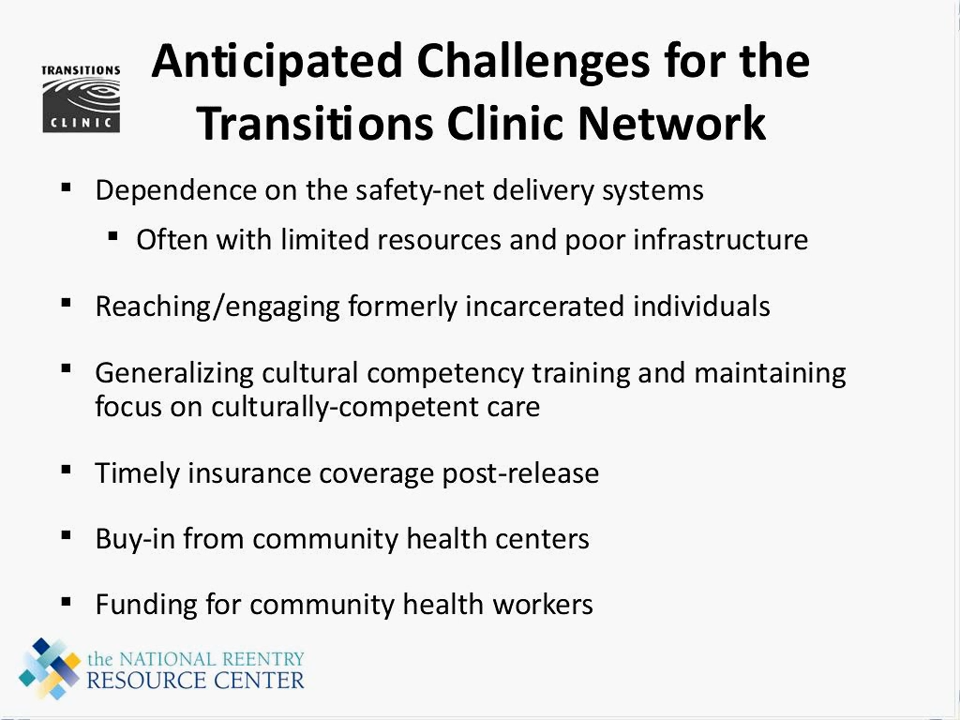 TRANSITIONS
CLINIC
Anticipated Challenges for the
Transitions Clinic Network
▪ Dependence on the safety-net delivery systems
▪ Often with limited resources and poor infrastructure
▪ Reaching/engaging formerly incarcerated individuals
▪ Generalizing cultural competency training and maintaining
focus on culturally-competent care
▪ Timely insurance coverage post-release
▪ Buy-in from community health centers
▪ Funding for community health workers
the NATIONAL REENTRY
RESOURCE CENTER